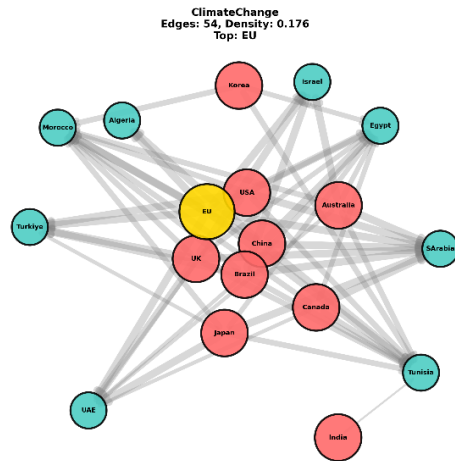 ClimateChange
Edges: 54, Density: 0.176
Top: EU
Korea
Israel
Algeria
Morocco
Egypt
USA
EU
Australia
Turkiye
China
SArabia
UK
Brazil
Canada
Japan
Tunisia
UAE
India